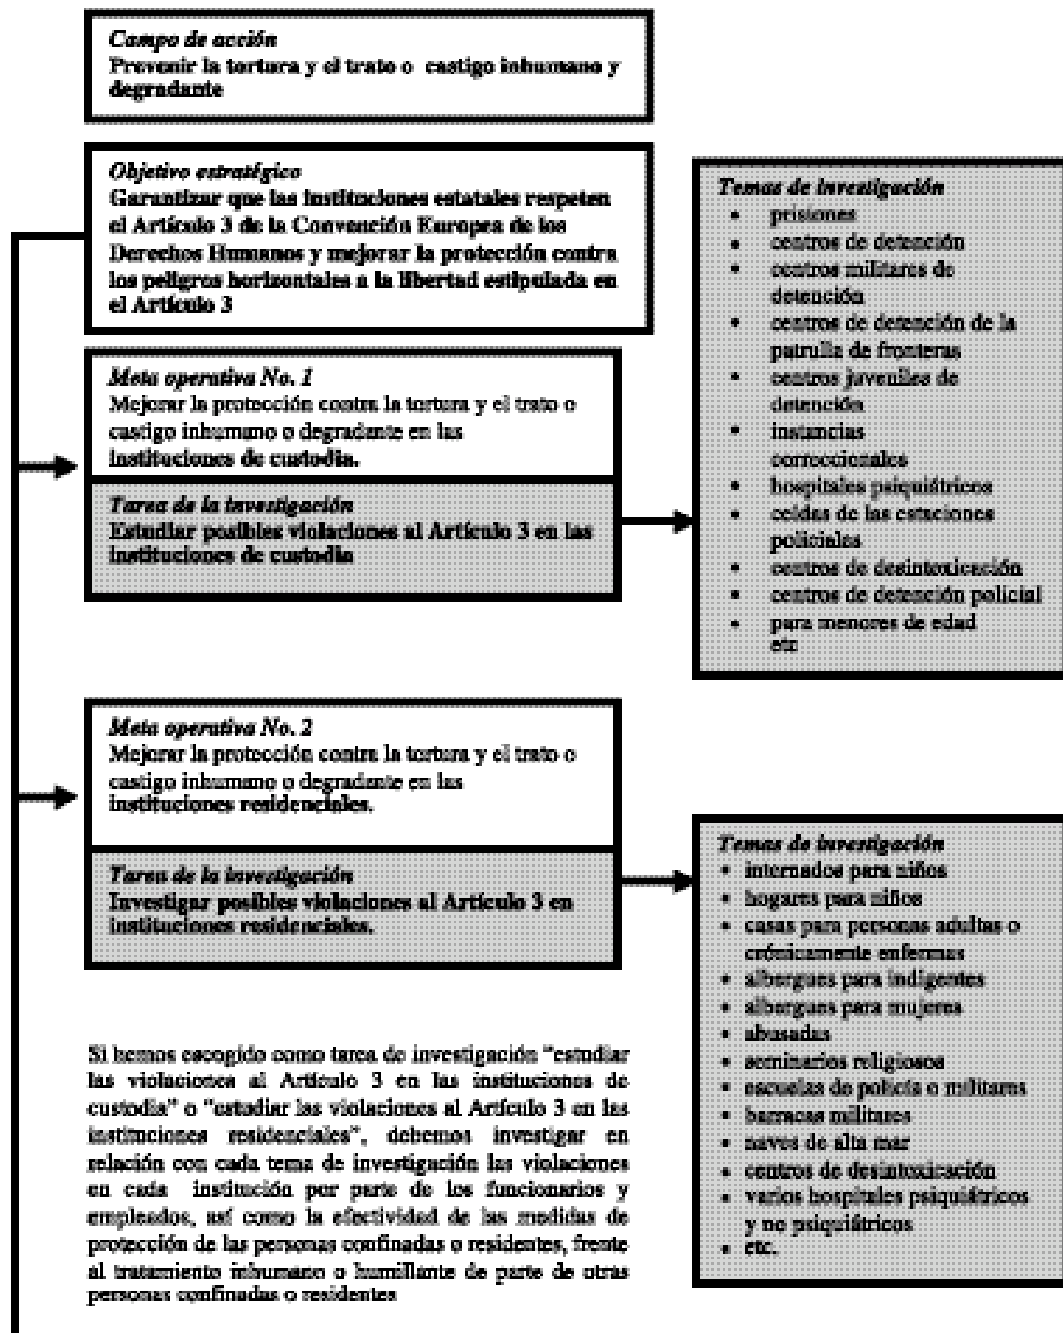 Campo de acción
Prevenir la tortura y el trato o castigo inhumano y
degradante
Objetivo estratégico
Garantizar que las instituciones estatales respeten
el Artículo 3 de la Convención Europea de los
Derechos Humanos y mejorar la protección contra
los peligros horizontales a la libertad estipulada en
el Artículo 3
Meta operativa No. 1
Mejorar la protección contra la tortura y el trato o
castigo inhumano o degradante en las
instituciones de custodia.
Tarea de la investigación
Estudiar posibles violaciones al Artículo 3 en las
instituciones de custodia
Temas de investigación
• prisiones
• centros de detención
• centros militares de
detención
• centros de detención de la
patrulla de fronteras
• centros juveniles de
detención
• instancias
correccionales
• hospitales psiquiátricos
• celdas de las estaciones
policiales
• centros de desintoxicación
• centros de detención policial
• para menores de edad
etc
Meta operativa No. 2
Mejorar la protección contra la tortura y el trato o
castigo inhumano o degradante en las
instituciones residenciales.
Tarea de la investigación
Investigar posibles violaciones al Artículo 3 en
instituciones residenciales.
Temas de investigación
• internados para niños
• hogares para niños
• casas para personas adultas o
crónicamente enfermas
• albergues para indigentes
• albergues para mujeres
• abusadas
• seminarios religiosos
• escuelas de policía o militares
• barracas militares
• naves de alta mar
• centros de desintoxicación
• varios hospitales psiquiátricos
y no psiquiátricos
• etc.
Si hemos escogido como tarea de investigación "estudiar
las violaciones al Artículo 3 en las instituciones de
custodia" o "estudiar las violaciones al Artículo 3 en las
instituciones residenciales", debemos investigar en
relación con cada tema de investigación las violaciones
en cada institución por parte de los funcionarios y
empleados, así como la efectividad de las medidas de
protección de las personas confinadas o residentes, frente
al tratamiento inhumano o humillante de parte de otras
personas confinadas o residentes